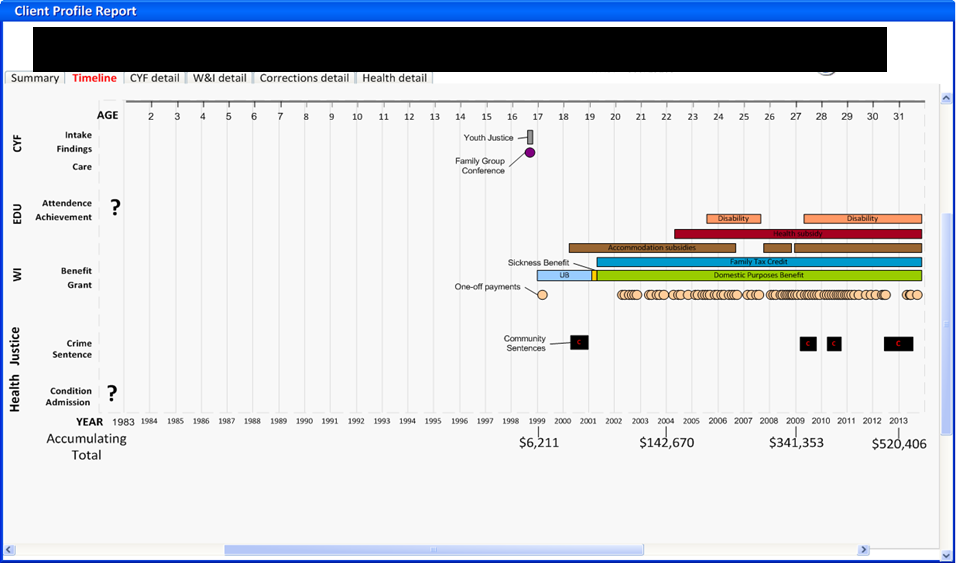 Client Profile Report
Summary Timeline CYF detail W&I detail Corrections detail Health detail
AGE 2 3 4 5 6 7 8 9 10 11 12 13 14 15 16 17 18 19 20 21 22 23 24 25 26 27 28 29 30 31
CYF
Intake
Findings
Care
Youth Justice
Family Group
Conference
EDU
Attendence
Achievement
?
Disability Disability
Health subsidy
Accommodation subsidies
WI
Benefit
Grant
Sickness Benefit
Family Tax Credit
UB
Domestic Purposes Benefit
One-off payments
Justice
Crime
Sentence
Community
Sentences
C C C C
Health
Condition
Admission
?
YEAR 1983 1984 1985 1986 1987 1988 1989 1990 1991 1992 1993 1994 1995 1996 1997 1998 1999 2000 2001 2002 2003 2004 2005 2006 2007 2008 2009 2010 2011 2012 2013
Accumulating
Total
$6,211 $142,670 $341,353 $520,406